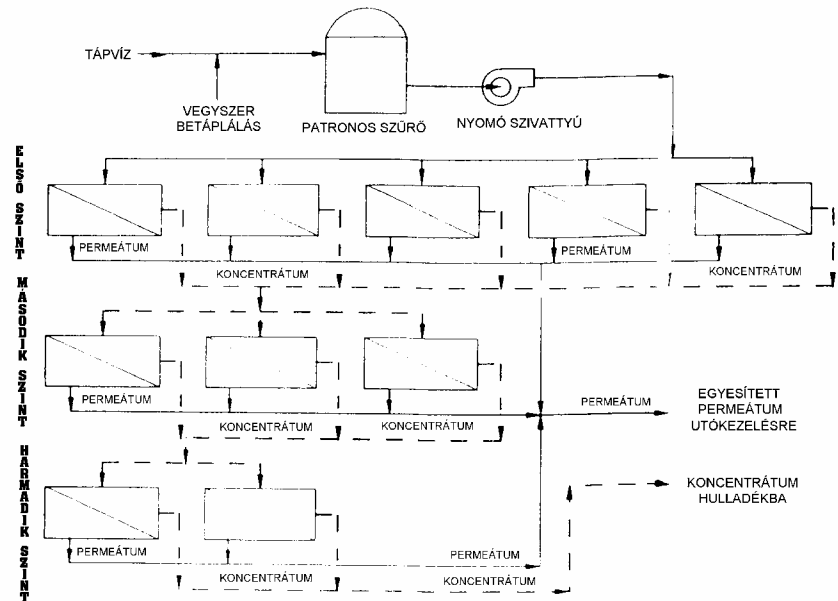 TÁPVÍZ
VEGYSZER
BETÁPLÁLÁS
PATRONOS SZŰRŐ
NYOMÓ SZIVATTYÚ
ELSŐ SZINT
PERMEÁTUM
PERMEÁTUM
KONCENTRÁTUM
KONCENTRÁTUM
MÁSODIK SZINT
PERMEÁTUM
KONCENTRÁTUM
KONCENTRÁTUM
PERMEÁTUM
EGYESÍTETT
PERMEÁTUM
UTÓKEZELÉSRE
HARMADIK SZINT
KONCENTRÁTUM
HULLADÉKBA
PERMEÁTUM
PERMEÁTUM
KONCENTRÁTUM
KONCENTRÁTUM